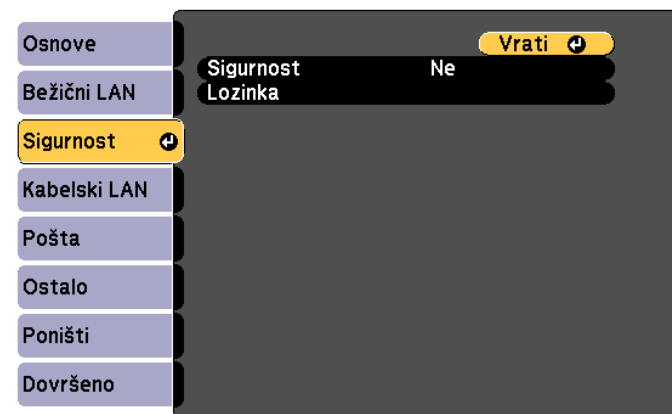 Osnove
Bežični LAN
Sigurnost
Kabelski LAN
Pošta
Ostalo
Poništi
Dovršeno
Vrati
Sigurnost Ne
Lozinka